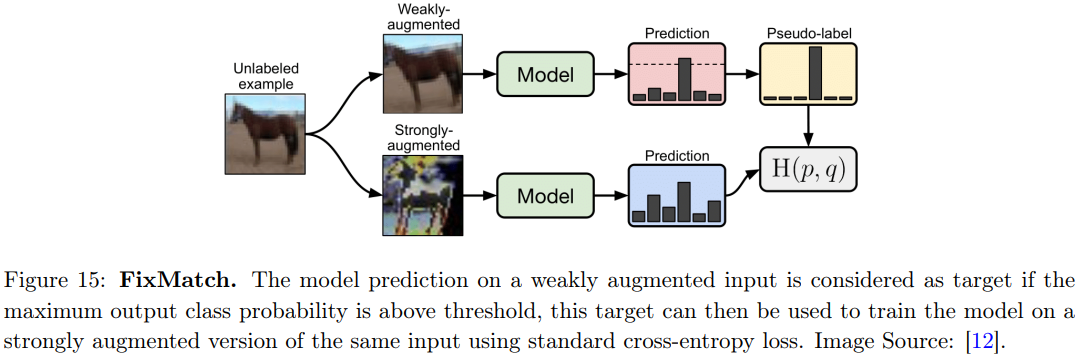 Weakly-
augmented
Prediction
Pseudo-label
Unlabeled
example
Model
Strongly-
augmented
Prediction
H(p, q)
Model
Figure 15: FixMatch. The model prediction on a weakly augmented input is considered as target if the
maximum output class probability is above threshold, this target can then be used to train the model on a
strongly augmented version of the same input using standard cross-entropy loss. Image Source: [12].